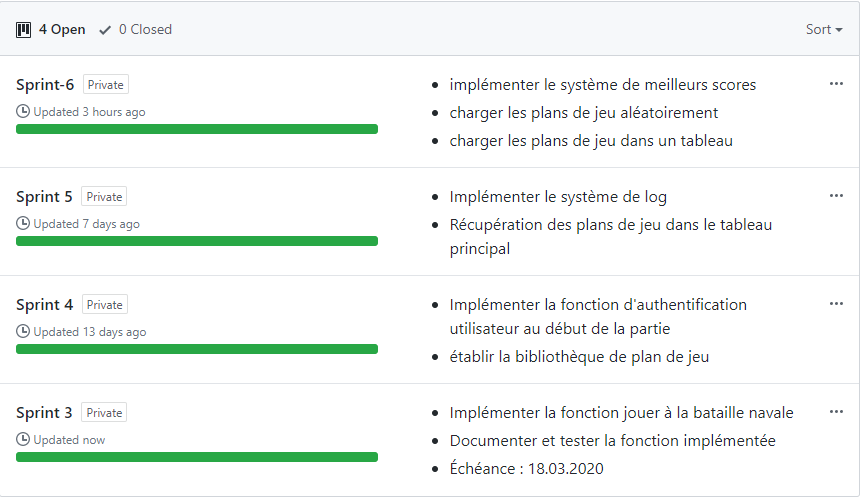 4 Open 0 Closed Sort
Sprint-6 Private
Updated 3 hours ago
implémenter le système de meilleurs scores
charger les plans de jeu aléatoirement
charger les plans de jeu dans un tableau
Sprint 5 Private
Updated 7 days ago
Implémenter le système de log
Récupération des plans de jeu dans le tableau
principal
Sprint 4 Private
Updated 13 days ago
Implémenter la fonction d'authentification
utilisateur au début de la partie
établir la bibliothèque de plan de jeu
Sprint 3 Private
Updated now
Implémenter la fonction jouer à la bataille navale
Documenter et tester la fonction implémentée
Échéance : 18.03.2020